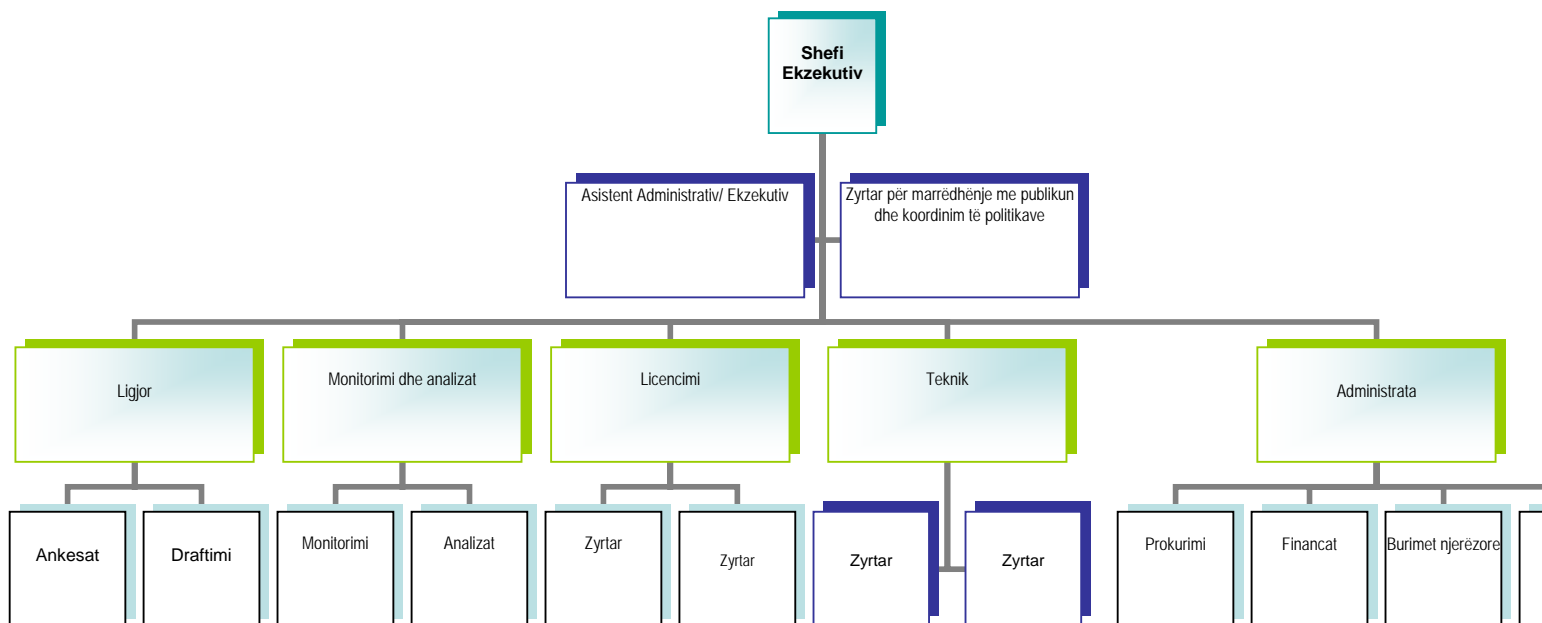 Shefi
Ekzekutiv
Asistent Administrativ/ Ekzekutiv
Zyrtar për marrëdhënje me publikun
dhe koordinim të politikave
Ligjor
Monitorimi dhe analizat
Licencimi
Teknik
Administrata
Ankesat
Draftimi
Monitorimi
Analizat
Zyrtar
Zyrtar
Zyrtar
Zyrtar
Prokurimi
Financat
Burimet njerëzore